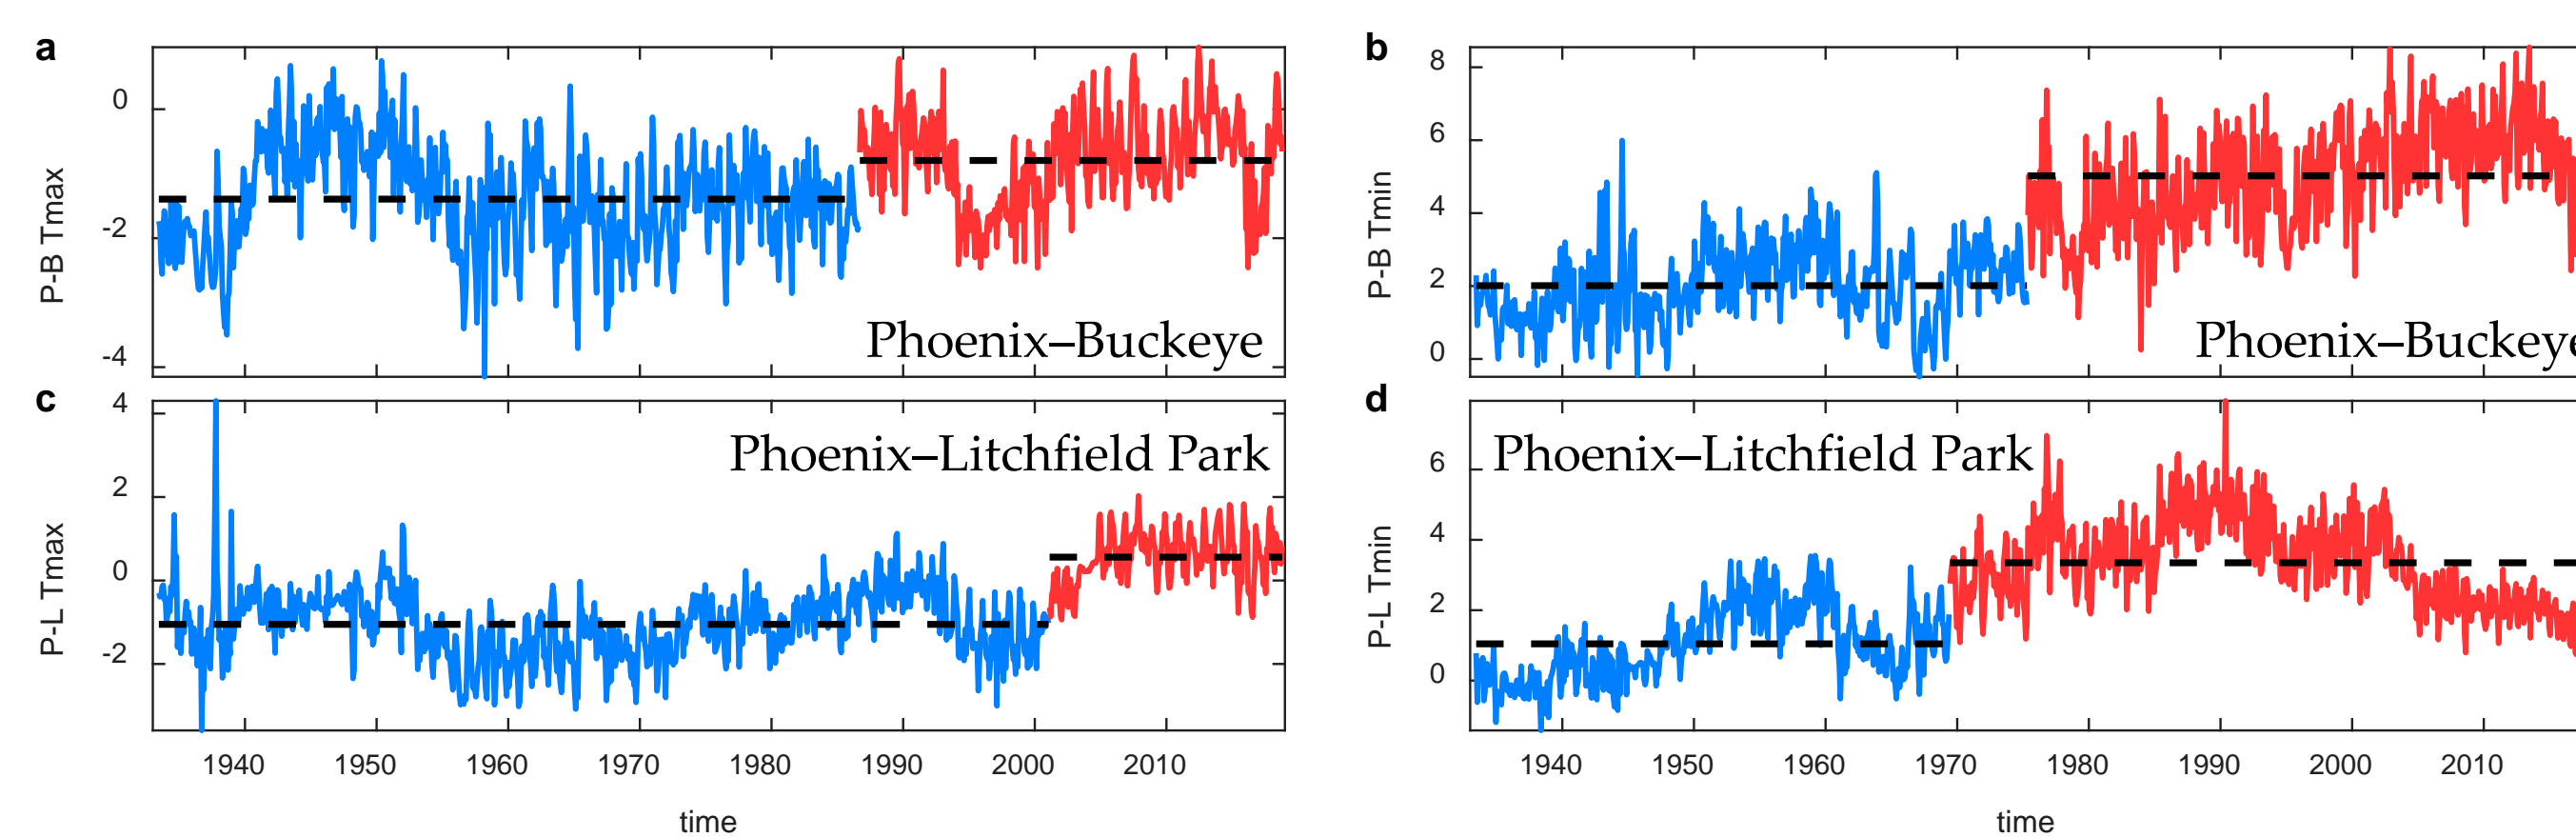 a
P-B Tmax
0
-2
-4
Phoenix–Buckeye
b
P-B Tmin
8
6
4
2
0
Phoenix–Buckeye
c
P-L Tmax
4
2
0
-2
Phoenix–Litchfield Park
1940 1950 1960 1970 1980 1990 2000 2010
time
d
P-L Tmin
6
4
2
0
Phoenix–Litchfield Park
1940 1950 1960 1970 1980 1990 2000 2010
time